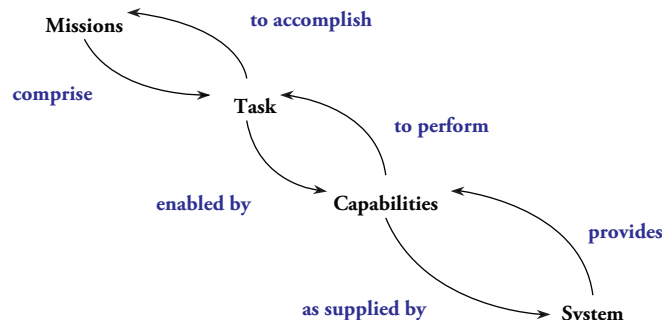 Missions
to accomplish
comprise
Task
to perform
enabled by
Capabilities
provides
as supplied by
System